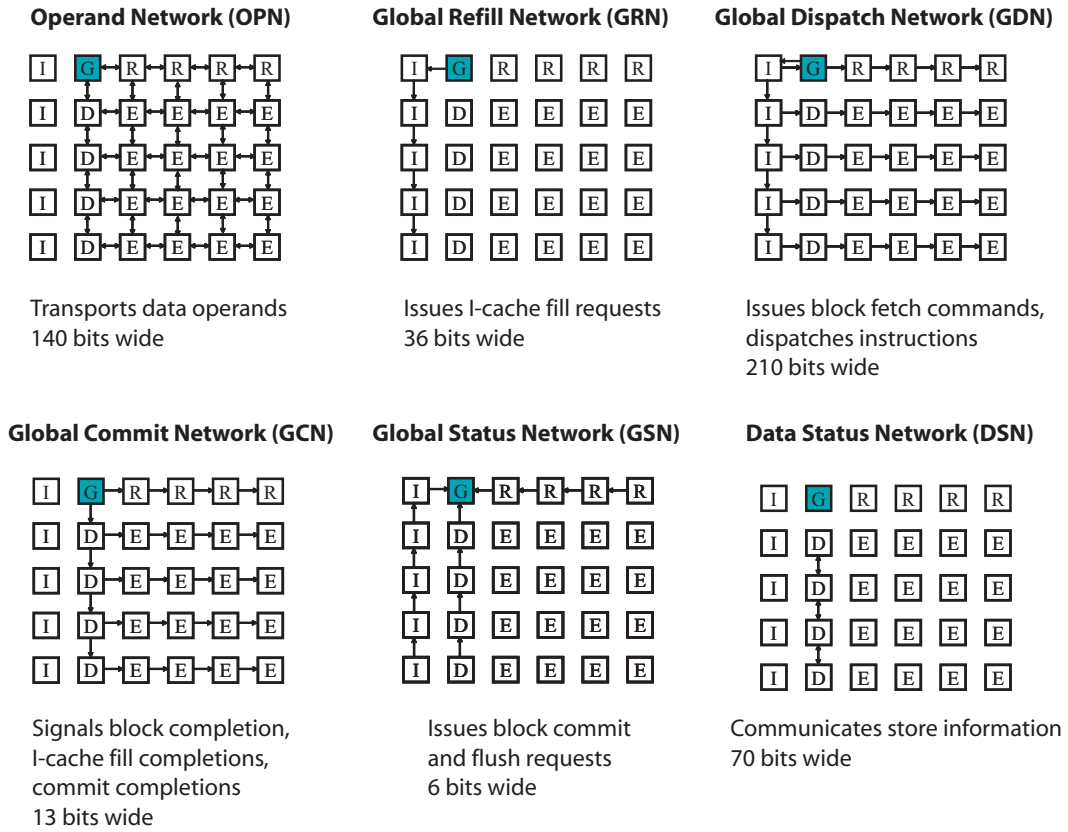 Operand Network (OPN)
I G R R R R
I D E E E E
I D E E E E
I D E E E E
I D E E E E
Transports data operands
140 bits wide
Global Refill Network (GRN)
I G R R R R
I D E E E E
I D E E E E
I D E E E E
I D E E E E
Issues I-cache fill requests
36 bits wide
Global Dispatch Network (GDN)
I G R R R R
I D E E E E
I D E E E E
I D E E E E
I D E E E E
Issues block fetch commands,
dispatches instructions
210 bits wide
Global Commit Network (GCN)
I G R R R R
I D E E E E
I D E E E E
I D E E E E
I D E E E E
Signals block completion,
I-cache fill completions,
commit completions
13 bits wide
Global Status Network (GSN)
I G R R R R
I D E E E E
I D E E E E
I D E E E E
I D E E E E
Issues block commit
and flush requests
6 bits wide
Data Status Network (DSN)
I G R R R R
I D E E E E
I D E E E E
I D E E E E
I D E E E E
Communicates store information
70 bits wide